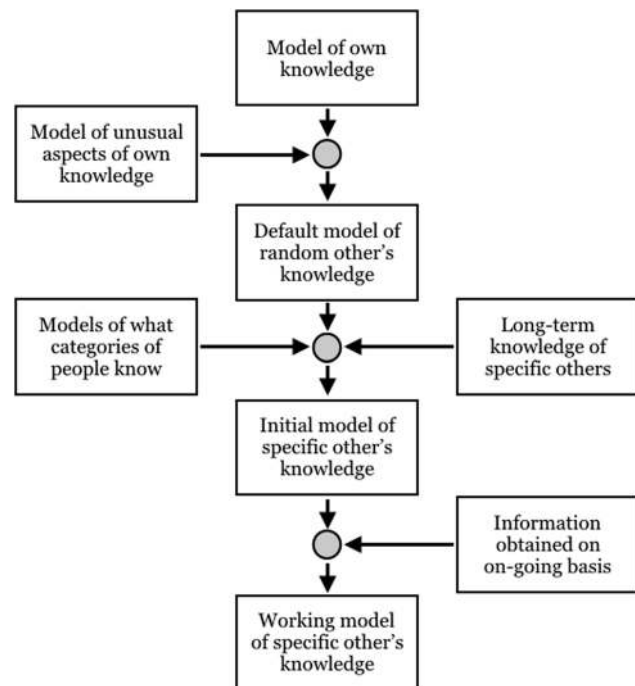 Model of own
knowledge
Model of unusual
aspects of own
knowledge
Default model of
random other’s
knowledge
Models of what
categories of
people know
Long-term
knowledge of
specific others
Initial model of
specific other’s
knowledge
Information
obtained on
on-going basis
Working model
of specific other’s
knowledge